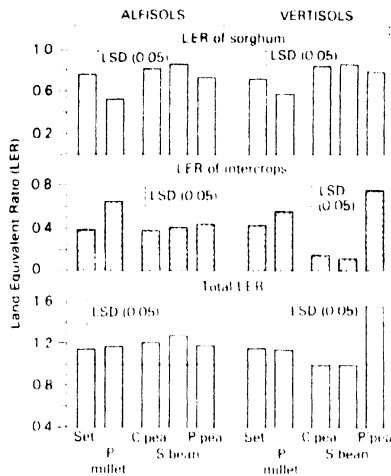 ALFISOLS VERTISOLS
LER of sorghum
1.0 LSD (0.05) LSD (0.05)
0.6
0.2
LER of intercrops
0.8 LSD (0.05) LSD
(0.05)
0.4
0
Total LER
1.6
LSD (0.05) LSD (0.05)
1.2
0.8
0.4
Set C pea P pea Set C pea P pea
P S bean P S bean
millet millet
Land Equivalent Ratio (LER)